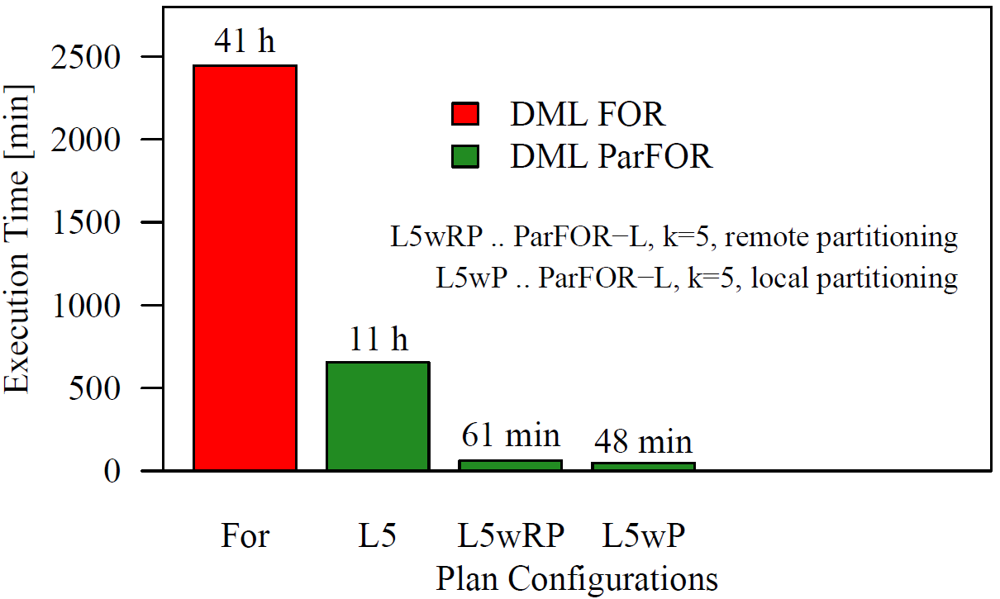 Execution Time [min]
2500
2000
1500
1000
500
0
41 h
11 h
61 min
48 min
DML FOR
DML ParFOR
L5wRP .. ParFOR−L, k=5, remote partitioning
L5wP .. ParFOR−L, k=5, local partitioning
For
L5
L5wRP
L5wP
Plan Configurations